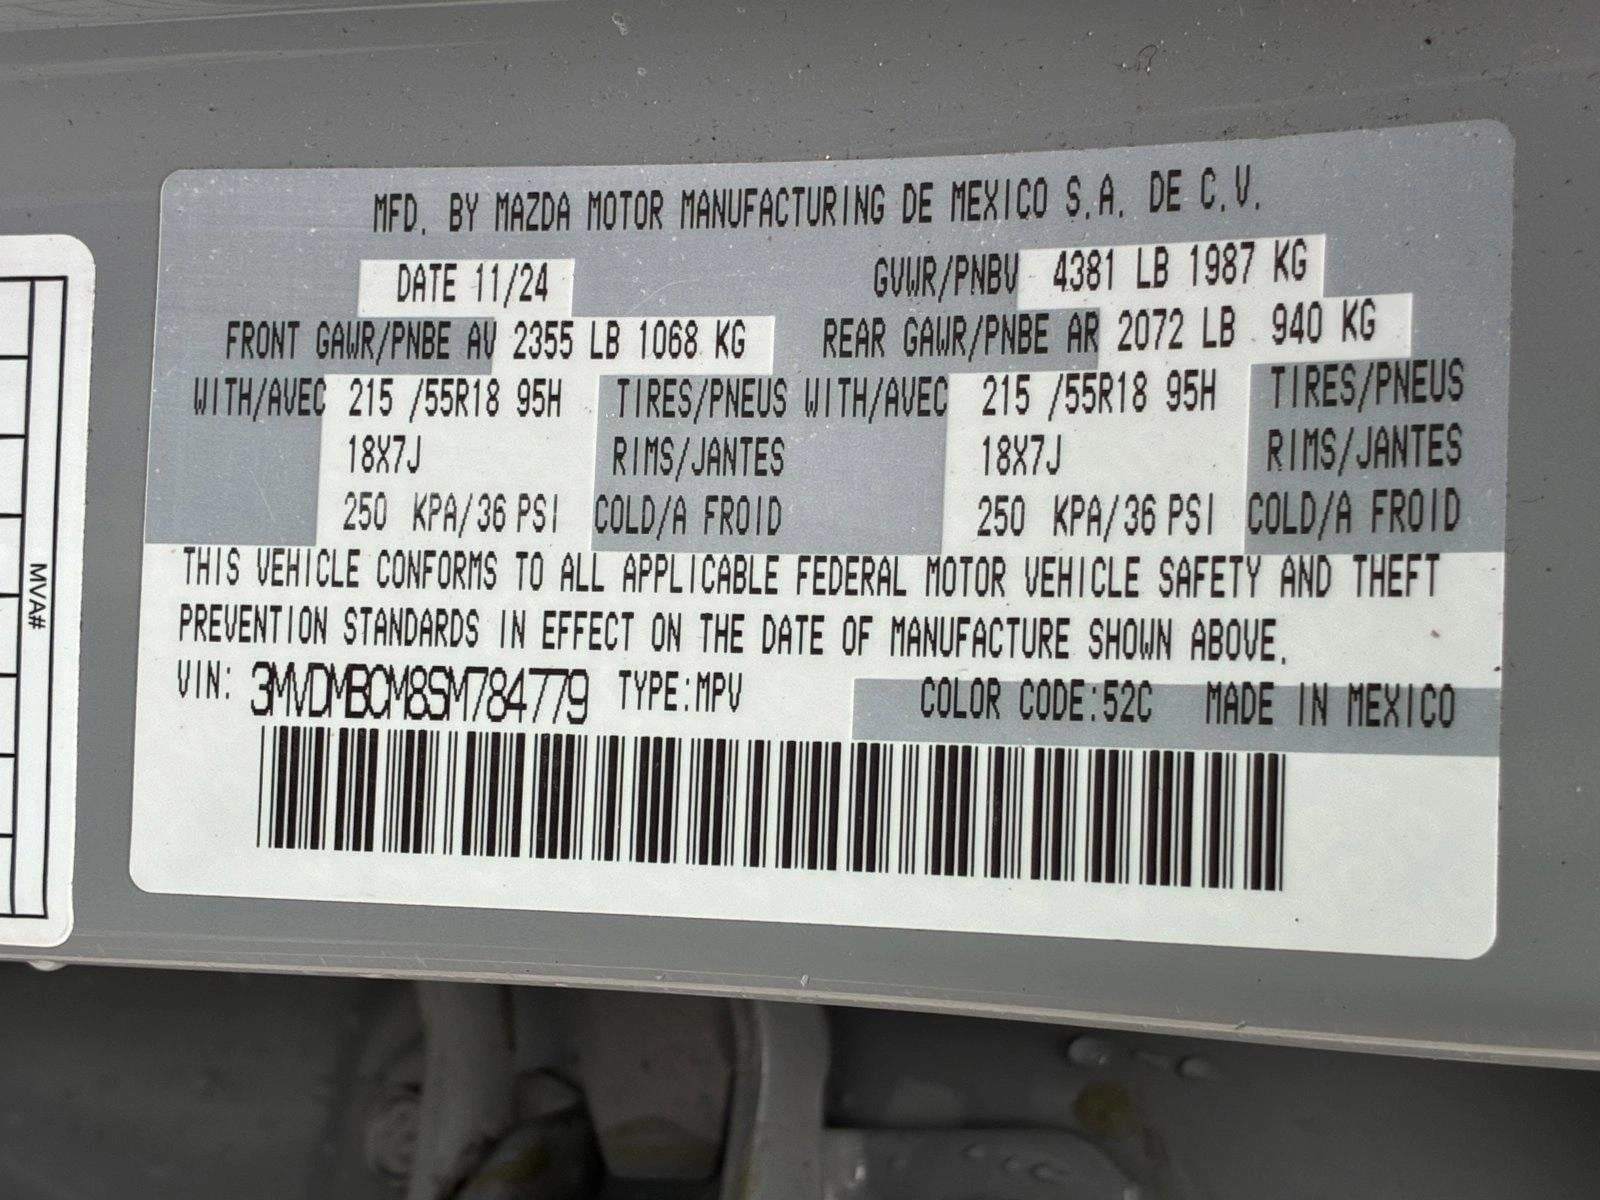 MFD. BY MAZDA MOTOR MANUFACTURING DE MEXICO S.A. DE C.V.
DATE 11/24 GVWR/PNBV 4381 LB 1987 KG
FRONT GAWR/PNBE AV 2355 LB 1068 KG REAR GAWR/PNBE AR 2072 LB 940 KG
WITH/AVEC 215 /55R18 95H TIRES/PNEUS WITH/AVEC 215 /55R18 95H TIRES/PNEUS
18X7J RIMS/JANTES 18X7J RIMS/JANTES
250 KPA/36 PSI COLD/A FROID 250 KPA/36 PSI COLD/A FROID
THIS VEHICLE CONFORMS TO ALL APPLICABLE FEDERAL MOTOR VEHICLE SAFETY AND THEFT
PREVENTION STANDARDS IN EFFECT ON THE DATE OF MANUFACTURE SHOWN ABOVE.
VIN: 3MVDMBCM8SM784779 TYPE:MPV COLOR CODE:52C MADE IN MEXICO
MVA#